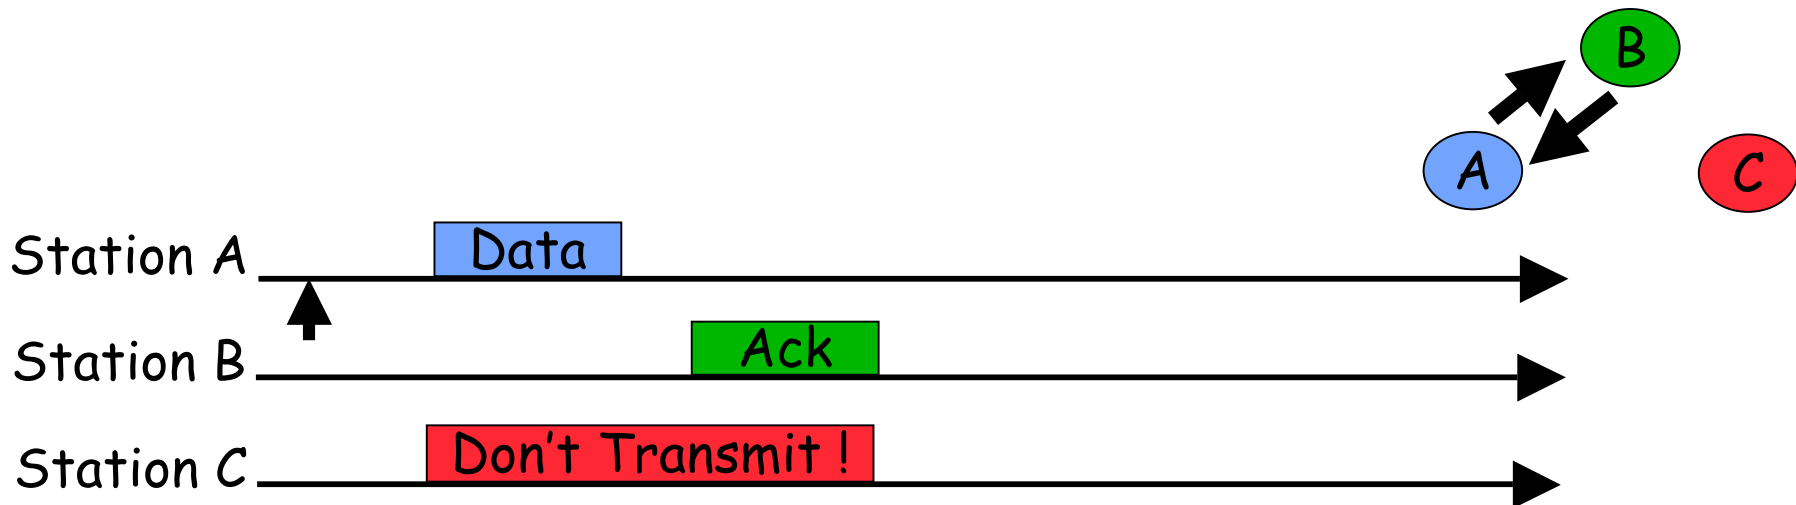 B
A
C
Station A
Data
Station B
Ack
Station C
Don't Transmit !